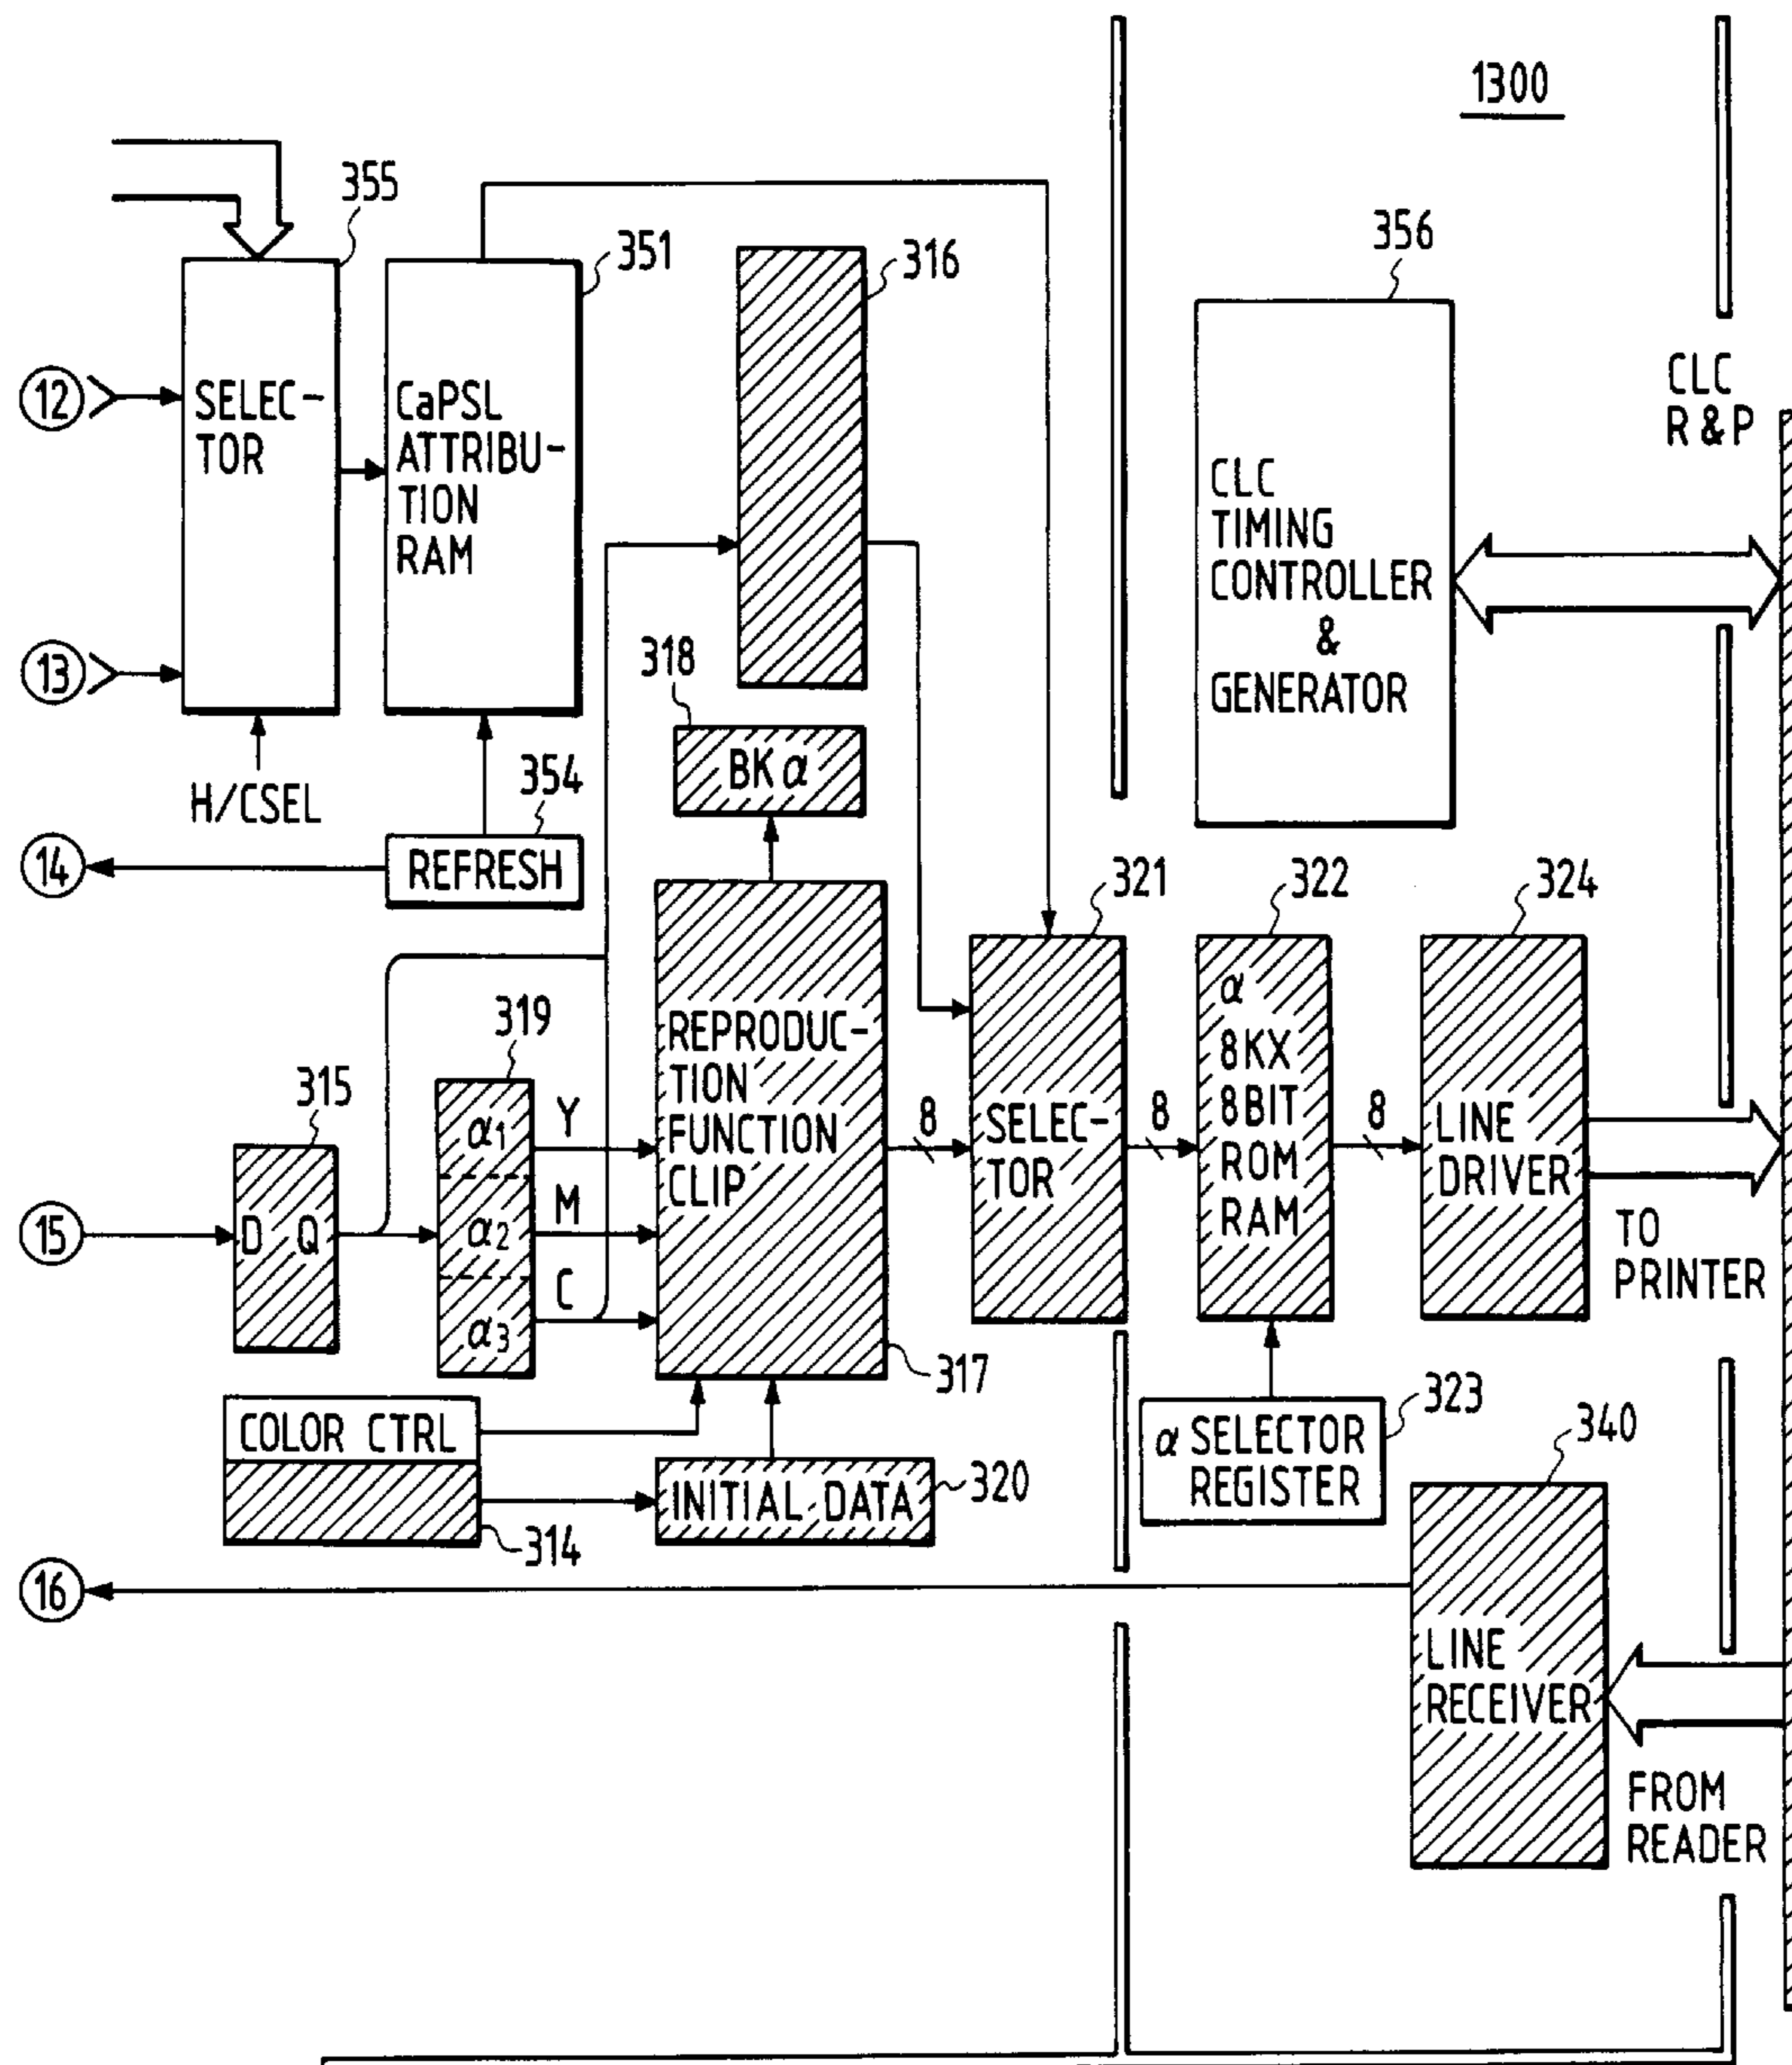 1300
355
351
316
356
12
SELEC-
TOR
CaPSL
ATTRIBU-
TION
RAM
CLC
R & P
CLC
TIMING
CONTROLLER
&
GENERATOR
13
318
BK α
H/CSEL
354
14
REFRESH
321
322
324
319
315
REPRODUC-
TION
FUNCTION
CLIP
α
8KX
8BIT
ROM
RAM
α1
Y
8
SELEC-
TOR
8
8
LINE
DRIVER
15
D Q
α2
M
TO
PRINTER
α3
C
317
COLOR CTRL
α SELECTOR
REGISTER
323
340
INITIAL DATA
320
314
16
LINE
RECEIVER
FROM
READER